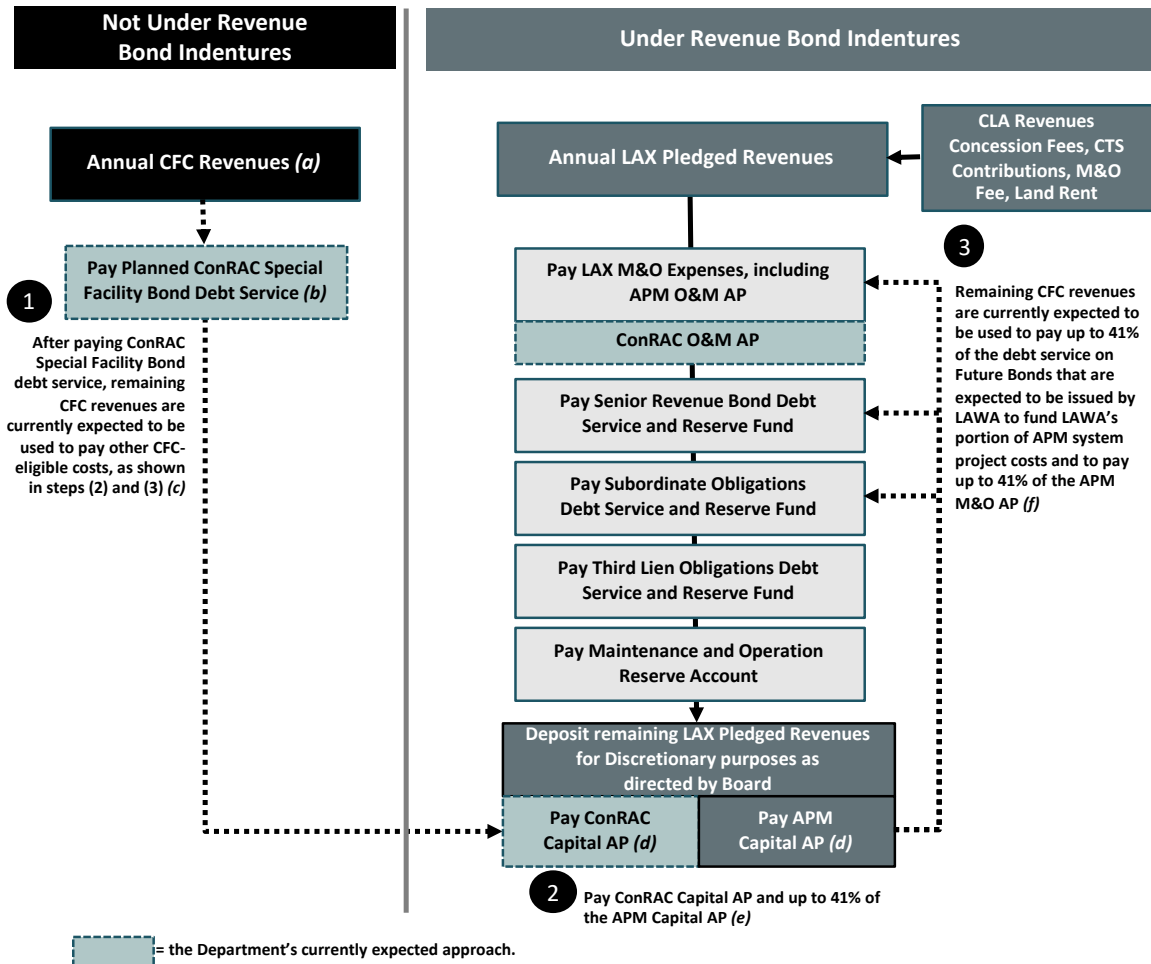 Not Under Revenue
Bond Indentures
Under Revenue Bond Indentures
Annual CFC Revenues (a)
Annual LAX Pledged Revenues
CLA Revenues
Concession Fees, CTS
Contributions, M&O
Fee, Land Rent
Pay Planned ConRAC Special
Facility Bond Debt Service (b)
1
After paying ConRAC
Special Facility Bond
debt service, remaining
CFC revenues are
currently expected to be
used to pay other CFC-
eligible costs, as shown
in steps (2) and (3) (c)
Pay LAX M&O Expenses, including
APM O&M AP
ConRAC O&M AP
Pay Senior Revenue Bond Debt
Service and Reserve Fund
Pay Subordinate Obligations
Debt Service and Reserve Fund
Pay Third Lien Obligations Debt
Service and Reserve Fund
Pay Maintenance and Operation
Reserve Account
Deposit remaining LAX Pledged Revenues
for Discretionary purposes as
directed by Board
Pay ConRAC
Capital AP (d)
Pay APM
Capital AP (d)
3
Remaining CFC revenues
are currently expected to
be used to pay up to 41%
of the debt service on
Future Bonds that are
expected to be issued by
LAWA to fund LAWA's
portion of APM system
project costs and to pay
up to 41% of the APM
M&O AP (f)
2
Pay ConRAC Capital AP and up to 41% of
the APM Capital AP (e)
= the Department's currently expected approach.